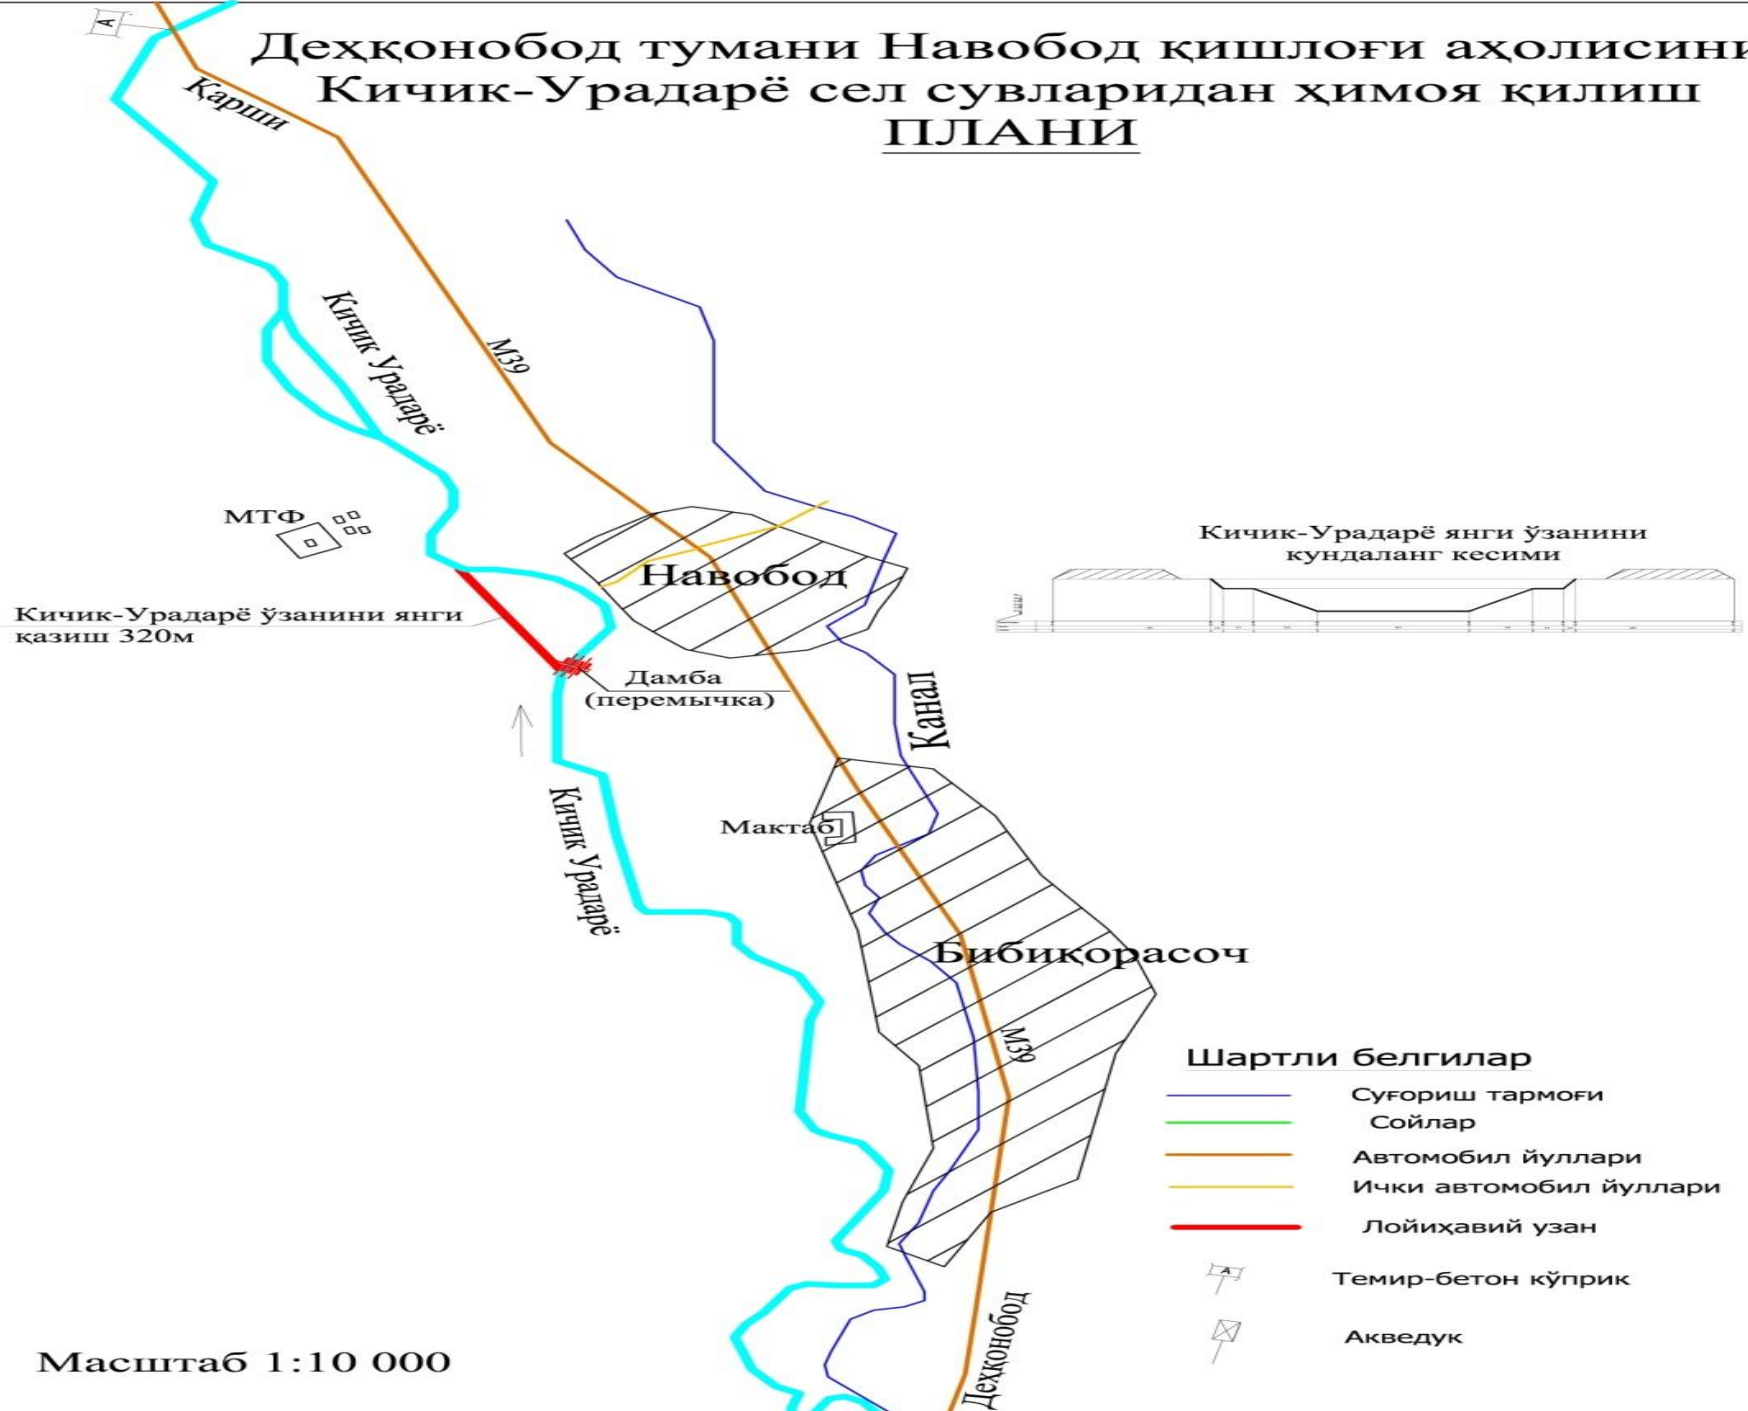 А
Деҳқонобод тумани Навобод қишлоғи аҳолисини
Кичик-Урадарё сел сувларидан ҳимоя қилиш
ПЛАНИ
Қарши
Кичик Урадарё
М39
МТФ
Навобод
Кичик-Урадарё янги ўзанини
кундаланг кесими
Кичик-Урадарё ўзанини янги
қазиш 320м
Дамба
(перемычка)
Канал
Кичик Урадарё
Мактаб
Бибиқорасоч
М39
Шартли белгилар
Суғориш тармоғи
Сойлар
Автомобил йуллари
Ички автомобил йуллари
Лойиҳавий узан
А
Темир-бетон кўприк
Акведук
Деҳқонобод
Масштаб 1:10 000